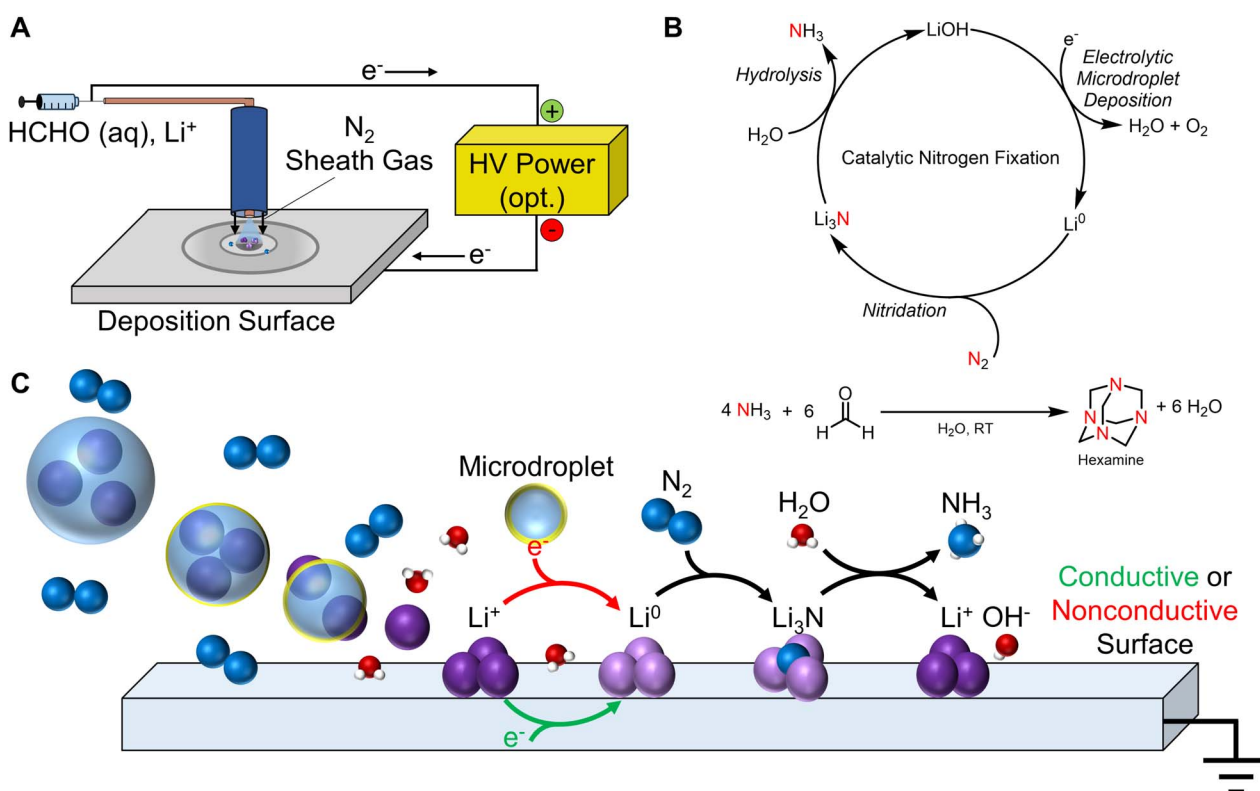 A
e- 
HCHO (aq), Li⁺
N₂
Sheath Gas
+
HV Power
(opt.)
-
e-
Deposition Surface
B
NH₃
LiOH
e-
Hydrolysis
Electrolytic
Microdroplet
Deposition
H₂O
H₂O + O₂
Catalytic Nitrogen Fixation
Li₃N
Li⁰
Nitridation
N₂
4 NH₃ + 6
O
H H
H₂O, RT
N
N N
N
+ 6 H₂O
Hexamine
C
Microdroplet
e-
N₂
H₂O
NH₃
Li⁺
Li⁰
Li₃N
Li⁺ OH-
e-
Conductive or
Nonconductive
Surface